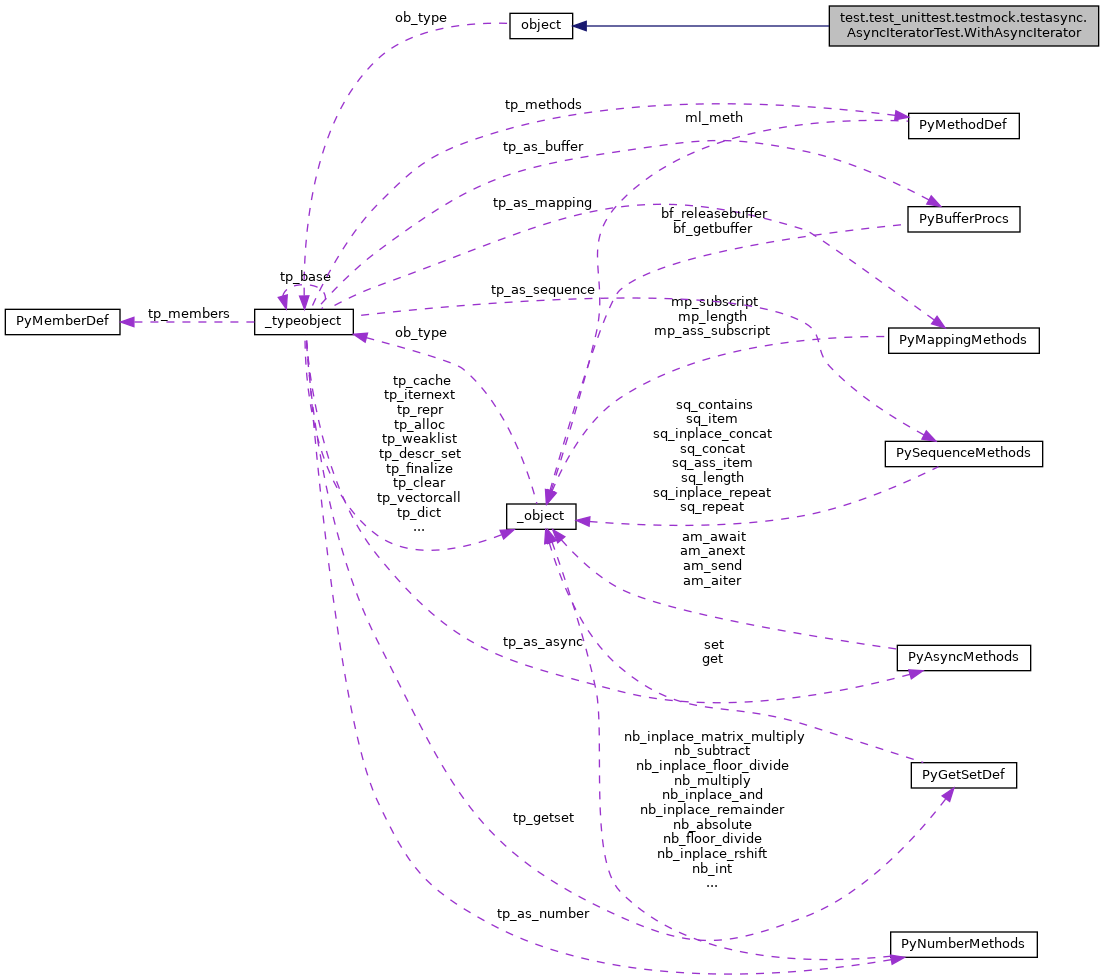 ob_type
object
test.test_unittest.testmock.testasync.
AsyncIteratorTest.WithAsyncIterator
tp_methods
ml_meth
PyMethodDef
tp_as_buffer
tp_as_mapping
bf_releasebuffer
bf_getbuffer
PyBufferProcs
tp_base
tp_as_sequence
mp_subscript
mp_length
mp_ass_subscript
PyMemberDef
tp_members
_typeobject
ob_type
PyMappingMethods
tp_cache
tp_iternext
tp_repr
tp_alloc
tp_weaklist
tp_descr_set
tp_finalize
tp_clear
tp_vectorcall
tp_dict
...
sq_contains
sq_item
sq_inplace_concat
sq_concat
sq_ass_item
sq_length
sq_inplace_repeat
sq_repeat
PySequenceMethods
_object
am_await
am_anext
am_send
am_aiter
tp_as_async
set
get
PyAsyncMethods
nb_inplace_matrix_multiply
nb_subtract
nb_inplace_floor_divide
nb_multiply
nb_inplace_and
nb_inplace_remainder
nb_absolute
nb_floor_divide
nb_inplace_rshift
nb_int
...
PyGetSetDef
tp_getset
tp_as_number
PyNumberMethods